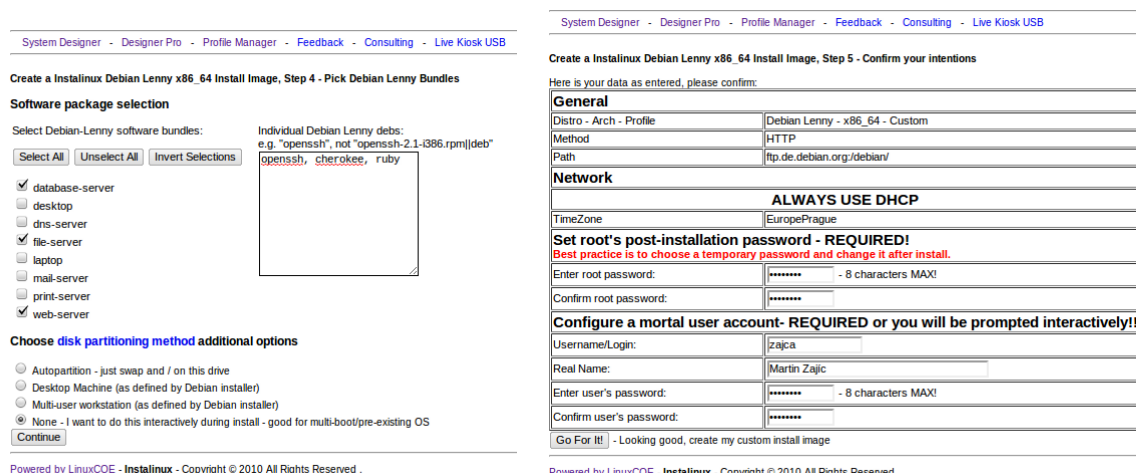 System Designer - Designer Pro - Profile Manager - Feedback - Consulting - Live Kiosk USB
Create a Instalinux Debian Lenny x86_64 Install Image, Step 4 - Pick Debian Lenny Bundles
Software package selection
Select Debian-Lenny software bundles:
Select All Unselect All Invert Selections
database-server
desktop
dns-server
file-server
laptop
mail-server
print-server
web-server
Individual Debian Lenny debs:
e.g. "openssh", not "openssh-2.1-i386.rpm||deb"
openssh, cherokee, ruby
Choose disk partitioning method additional options
Autopartition - just swap and / on this drive
Desktop Machine (as defined by Debian installer)
Multi-user workstation (as defined by Debian installer)
None - I want to do this interactively during install - good for multi-boot/pre-existing OS
Continue
Powered by LinuxCOE - Instalinux - Copyright © 2010 All Rights Reserved .
System Designer - Designer Pro - Profile Manager - Feedback - Consulting - Live Kiosk USB
Create a Instalinux Debian Lenny x86_64 Install Image, Step 5 - Confirm your intentions
Here is your data as entered, please confirm:
General
Distro - Arch - Profile Debian Lenny - x86_64 - Custom
Method HTTP
Path ftp.de.debian.org:/debian/
Network
ALWAYS USE DHCP
TimeZone EuropePrague
Set root's post-installation password - REQUIRED!
Best practice is to choose a temporary password and change it after install.
Enter root password: •••••••• - 8 characters MAX!
Confirm root password: ••••••••
Configure a mortal user account- REQUIRED or you will be prompted interactively!!
Username/Login: zajca
Real Name: Martin Zajíc
Enter user's password: •••••••• - 8 characters MAX!
Confirm user's password: ••••••••
Go For It! - Looking good, create my custom install image
Powered by LinuxCOE - Instalinux - Copyright © 2010 All Rights Reserved